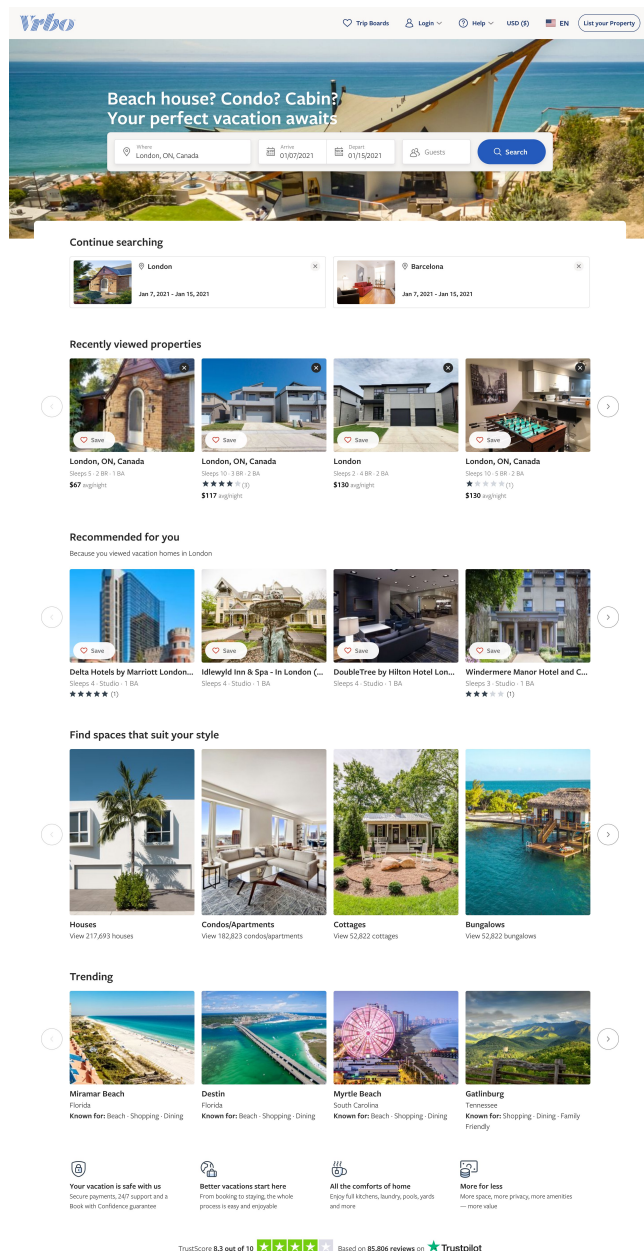 Vrbo
Trip Boards
Login
Help
USD ($)
EN
List your Property
Beach house? Condo? Cabin?
Your perfect vacation awaits
Where
London, ON, Canada
Arrive
01/07/2021
Depart
01/15/2021
Guests
Search
Continue searching
London
Jan 7, 2021 - Jan 15, 2021
Barcelona
Jan 7, 2021 - Jan 15, 2021
Recently viewed properties
Save
Save
Save
Save
London, ON, Canada
Sleeps 5 · 2 BR · 1 BA
$67 avg/night
London, ON, Canada
Sleeps 10 · 3 BR · 2 BA
(3)
$117 avg/night
London
Sleeps 2 · 4 BR · 2 BA
$130 avg/night
London, ON, Canada
Sleeps 10 · 5 BR · 2 BA
(1)
$130 avg/night
Recommended for you
Because you viewed vacation homes in London
Save
Save
Save
Save
Delta Hotels by Marriott London...
Sleeps 4 · Studio · 1 BA
(1)
Idlewyld Inn & Spa - In London (...
Sleeps 4 · Studio · 1 BA
DoubleTree by Hilton Hotel Lon...
Sleeps 4 · Studio · 1 BA
Windermere Manor Hotel and C...
Sleeps 3 · Studio · 1 BA
(1)
Find spaces that suit your style
Houses
View 217,693 houses
Condos/Apartments
View 182,823 condos/apartments
Cottages
View 52,822 cottages
Bungalows
View 52,822 bungalows
Trending
Miramar Beach
Florida
Known for: Beach · Shopping · Dining
Destin
Florida
Known for: Beach · Shopping · Dining
Myrtle Beach
South Carolina
Known for: Beach · Shopping · Dining
Gatlinburg
Tennessee
Known for: Shopping · Dining · Family
Friendly
Your vacation is safe with us
Secure payments, 24/7 support and a
Book with Confidence guarantee
Better vacations start here
From booking to staying, the whole
process is easy and enjoyable
All the comforts of home
Enjoy full kitchens, laundry, pools, yards
and more
More for less
More space, more privacy, more amenities
— more value
TrustScore 8.3 out of 10
Based on 85,806 reviews on
Trustpilot